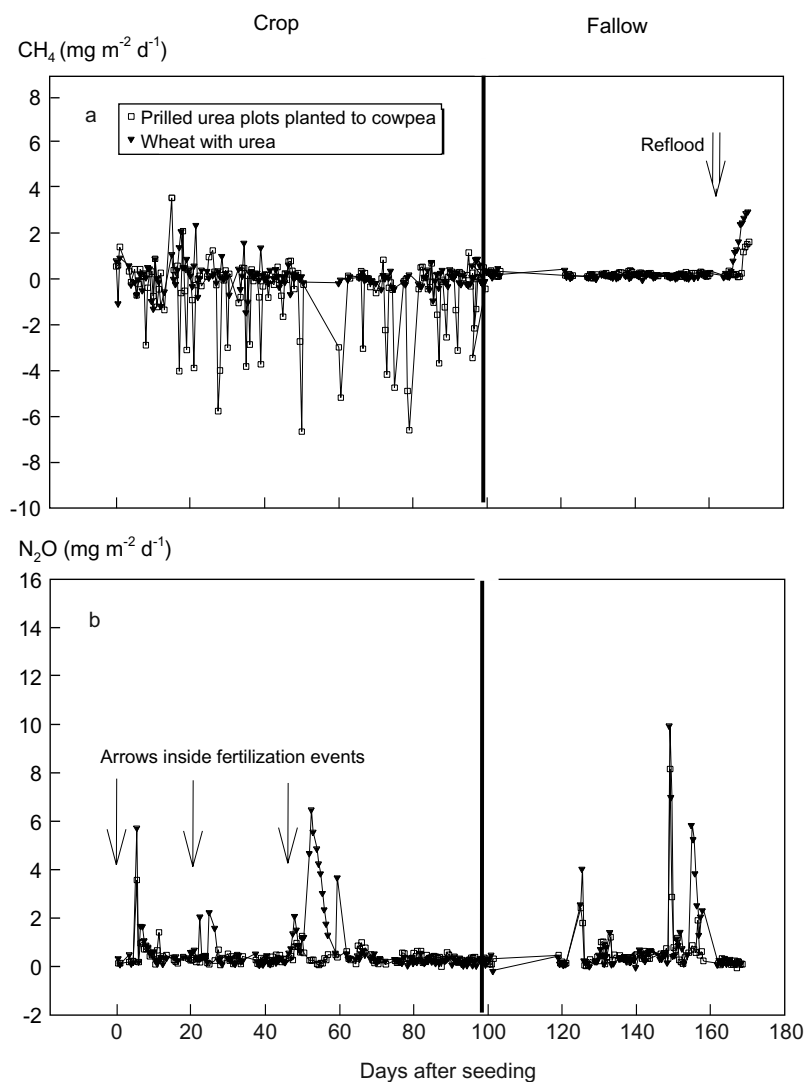 Crop Fallow
CH₄ (mg m⁻² d⁻¹)
8
a
Prilled urea plots planted to cowpea
Wheat with urea
6
Reflood
4
2
0
-2
-4
-6
-8
-10
N₂O (mg m⁻² d⁻¹)
16
b
14
12
10
Arrows inside fertilization events
8
6
4
2
0
-2
0 20 40 60 80 100 120 140 160 180
Days after seeding